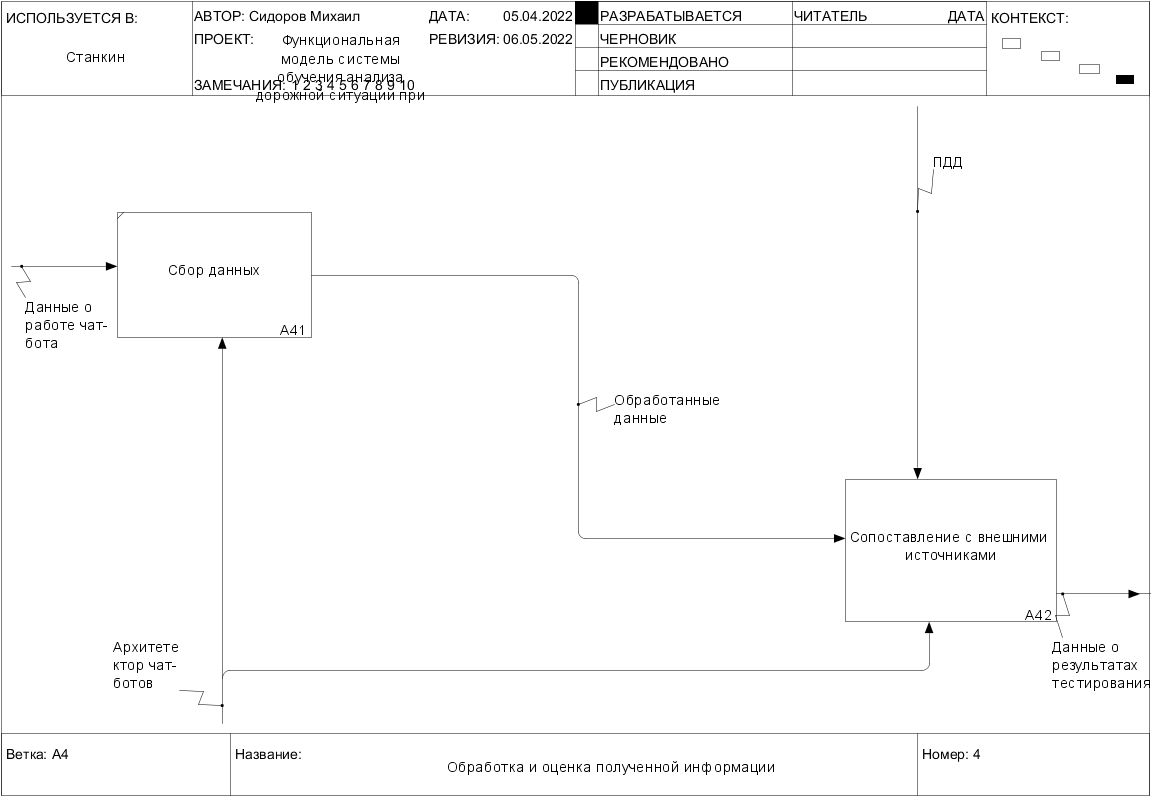 ИСПОЛЬЗУЕТСЯ В:
Станкин
АВТОР: Сидоров Михаил
ДАТА: 05.04.2022
ПРОЕКТ:
Функциональная
модель системы
обучения анализа
дорожной ситуации при
РЕВИЗИЯ: 06.05.2022
ЗАМЕЧАНИЯ: 1 2 3 4 5 6 7 8 9 10
РАЗРАБАТЫВАЕТСЯ
ЧЕРНОВИК
РЕКОМЕНДОВАНО
ПУБЛИКАЦИЯ
ЧИТАТЕЛЬ
ДАТА
КОНТЕКСТ:
ПДД
Сбор данных
A41
Данные о
работе чат-
бота
Обработанные
данные
Сопоставление с внешними
источниками
A42
Архитете
ктор чат-
ботов
Данные о
результатах
тестирования
Ветка: A4
Название:
Обработка и оценка полученной информации
Номер: 4